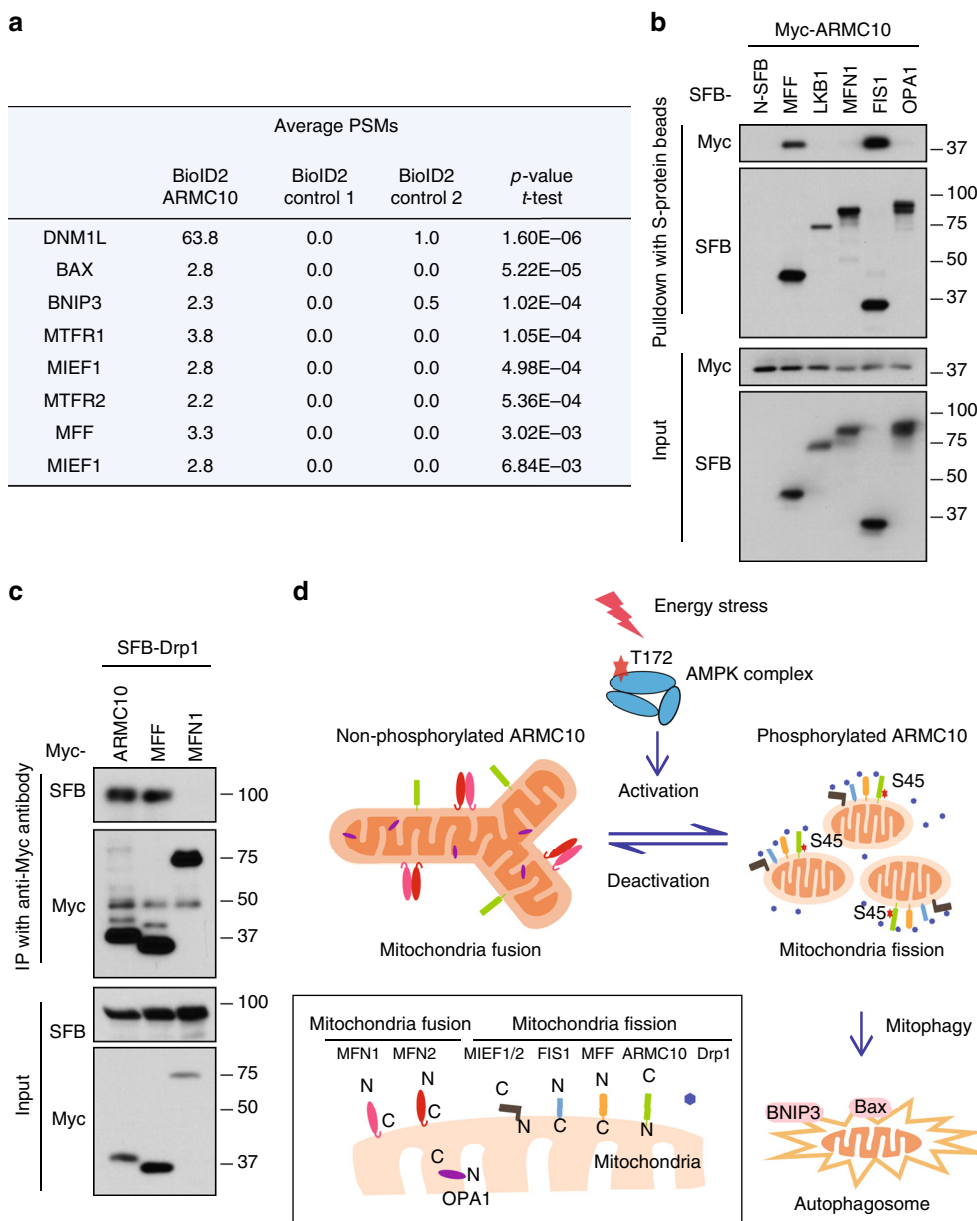 a
Average PSMs
BioID2 ARMC10 BioID2 control 1 BioID2 control 2 p-value t-test
DNM1L 63.8 0.0 1.0 1.60E–06
BAX 2.8 0.0 0.0 5.22E–05
BNIP3 2.3 0.0 0.5 1.02E–04
MTFR1 3.8 0.0 0.0 1.05E–04
MIEF1 2.8 0.0 0.0 4.98E–04
MTFR2 2.2 0.0 0.0 5.36E–04
MFF 3.3 0.0 0.0 3.02E–03
MIEF1 2.8 0.0 0.0 6.84E–03
b
Myc-ARMC10
SFB- N-SFB MFF LKB1 MFN1 FIS1 OPA1
Pulldown with S-protein beads
Myc 37
SFB 100 75 50 37
Input
Myc 37
SFB 100 75 50 37
c
SFB-Drp1
Myc- ARMC10 MFF MFN1
IP with anti-Myc antibody
SFB 100
Myc 75 50 37
Input
SFB 100
Myc 75 50 37
d
Energy stress
T172
AMPK complex
Non-phosphorylated ARMC10
Phosphorylated ARMC10
Activation
Deactivation
S45
S45
S45
Mitochondria fusion
Mitochondria fission
Mitophagy
Mitochondria fusion Mitochondria fission
MFN1 MFN2 MIEF1/2 FIS1 MFF ARMC10 Drp1
N N C N N C
C C N C C N
C N
OPA1
Mitochondria
BNIP3 Bax
Autophagosome